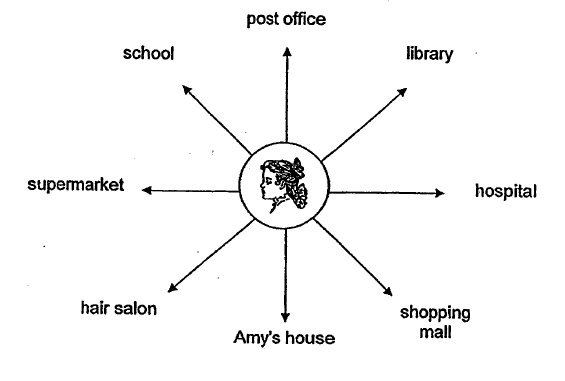 post office
school
library
supermarket
hospital
hair salon
shopping
mall
Amy's house